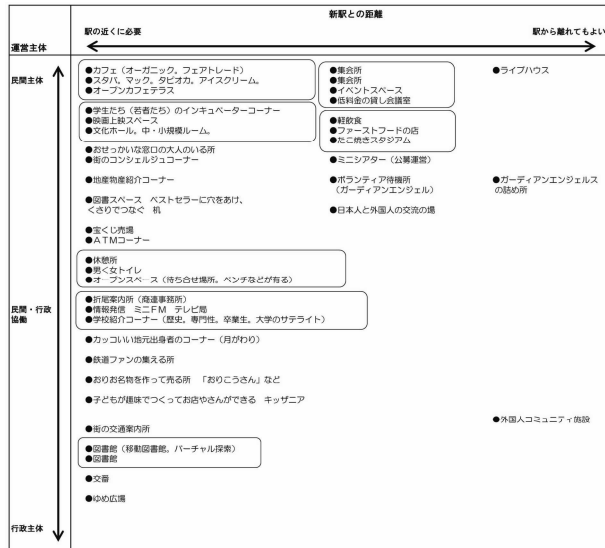 新駅との距離
駅の近くに必要
駅から離れてもよい
運営主体
民間主体
●カフェ（オーガニック。フェアトレード）
●スタバ。マック。タピオカ。アイスクリーム。
●オープンカフェテラス
●集会所
●集会所
●イベントスペース
●低料金の貸し会議室
●ライブハウス
●学生たち（若者たち）のインキュベーターコーナー
●映画上映スペース
●文化ホール。中・小規模ルーム。
●軽飲食
●ファーストフードの店
●たこ焼きスタジアム
●おせっかいな窓口の大人のいる所
●街のコンシェルジュコーナー
●ミニシアター（公募運営）
●地産物産紹介コーナー
●ボランティア待機所
（ガーディアンエンジェル）
●ガーディアンエンジェルス
の詰め所
●図書スペース　ベストセラーに穴をあけ、
くさりでつなぐ　机
●日本人と外国人の交流の場
●宝くじ売場
●ＡＴＭコーナー
●休憩所
●男く女トイレ
●オープンスペース（待ち合せ場所。ベンチなどが有る）
民間・行政
協働
●折尾案内所（商連事務所）
●情報発信　ミニＦＭ　テレビ局
●学校紹介コーナー（歴史。専門性。卒業生。大学のサテライト）
●カッコいい地元出身者のコーナー（月がわり）
●鉄道ファンの集える所
●おりお名物を作って売る所　「おりこうさん」など
●子どもが趣味でつくってお店やさんができる　キッザニア
●外国人コミュニティ施設
●街の交通案内所
●図書館（移動図書館。バーチャル探索）
●図書館
●交番
●ゆめ広場
行政主体